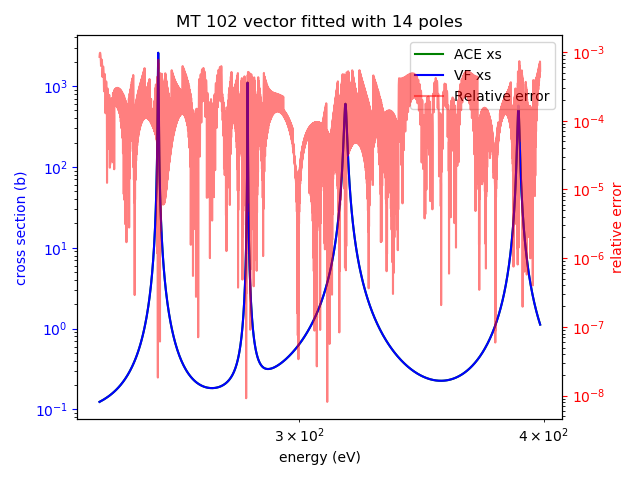 MT 102 vector fitted with 14 poles
ACE xs
VF xs
Relative error
cross section (b)
10³
10²
10¹
10⁰
10⁻¹
10⁻³
10⁻⁴
10⁻⁵
10⁻⁶
10⁻⁷
10⁻⁸
relative error
3 × 10²
4 × 10²
energy (eV)